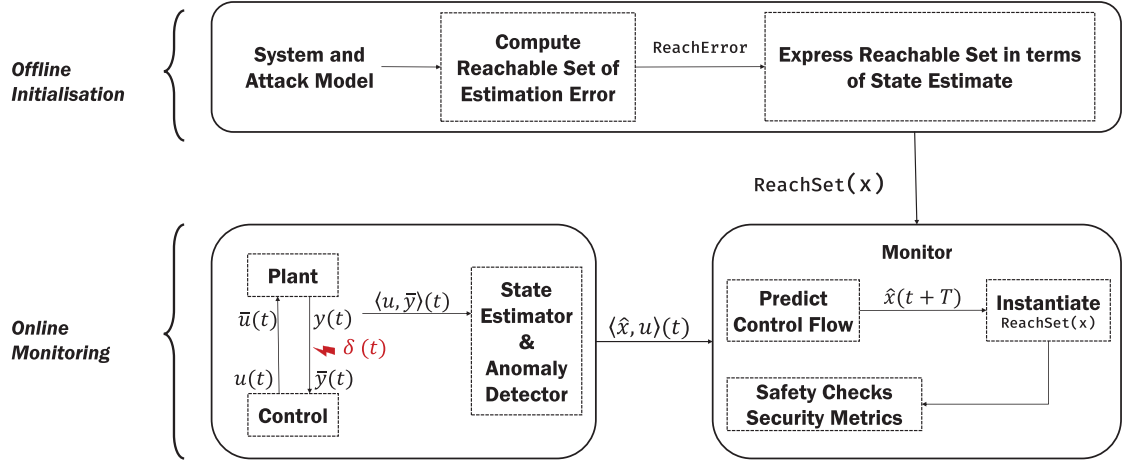 Offline
Initialisation
System and
Attack Model
Compute
Reachable Set of
Estimation Error
ReachError
Express Reachable Set in terms
of State Estimate
ReachSet(x)
Online
Monitoring
Plant
u̅(t)
y(t)
δ (t)
u(t)
y̅(t)
Control
⟨u, y̅⟩(t)
State
Estimator
&
Anomaly
Detector
⟨x̂, u⟩(t)
Monitor
Predict
Control Flow
x̂(t + T)
Instantiate
ReachSet(x)
Safety Checks
Security Metrics